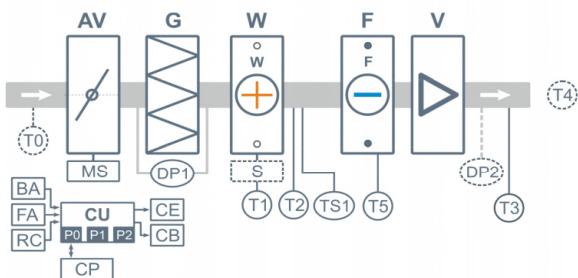 AV G W F V
W F
T0 MS DP1 S T4
DP2
T1 T2 TS1 T5 T3
BA CE
FA CU
RC P0 P1 P2 CB
CP